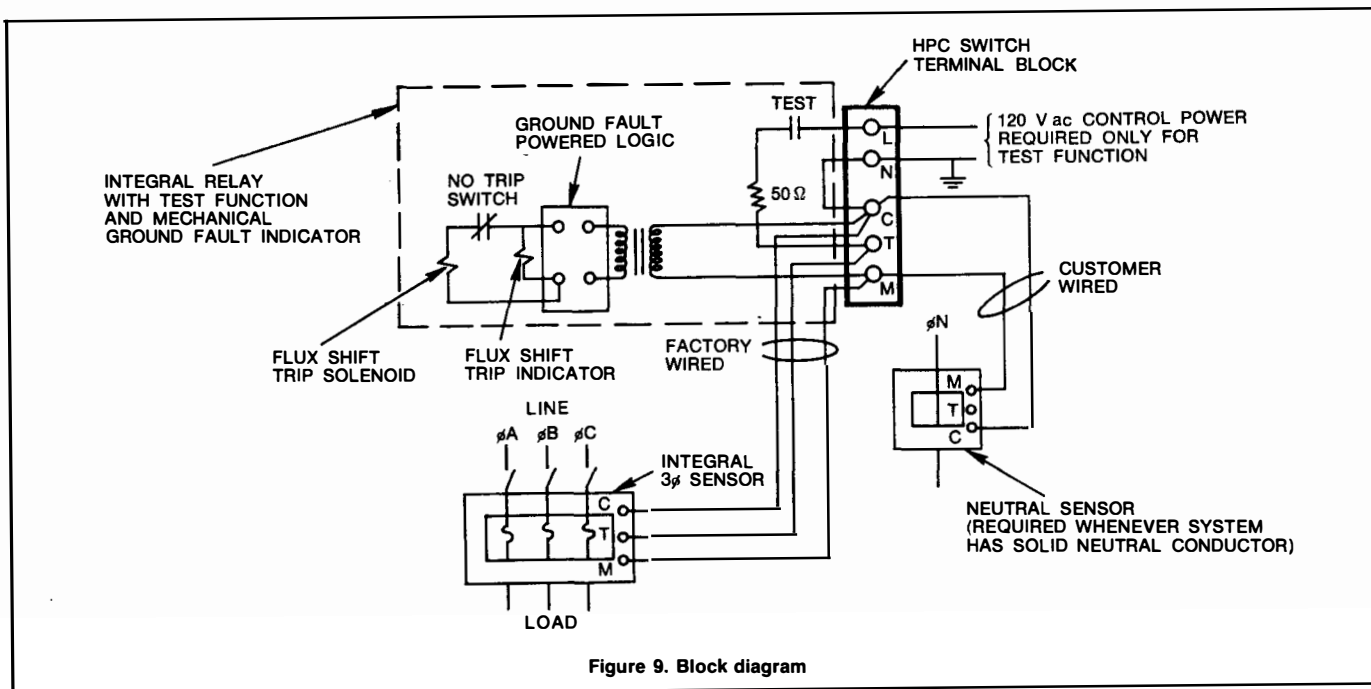 HPC SWITCH
TERMINAL BLOCK
TEST
GROUND FAULT
POWERED LOGIC
120 V ac CONTROL POWER
REQUIRED ONLY FOR
TEST FUNCTION
L
N
C
T
M
INTEGRAL RELAY
WITH TEST FUNCTION
AND MECHANICAL
GROUND FAULT INDICATOR
NO TRIP
SWITCH
50 Ω
CUSTOMER
WIRED
FLUX SHIFT
TRIP SOLENOID
FLUX SHIFT
TRIP INDICATOR
FACTORY
WIRED
øN
M
T
C
LINE
øA øB øC
INTEGRAL
3ø SENSOR
C
T
M
LOAD
NEUTRAL SENSOR
(REQUIRED WHENEVER SYSTEM
HAS SOLID NEUTRAL CONDUCTOR)
Figure 9. Block diagram